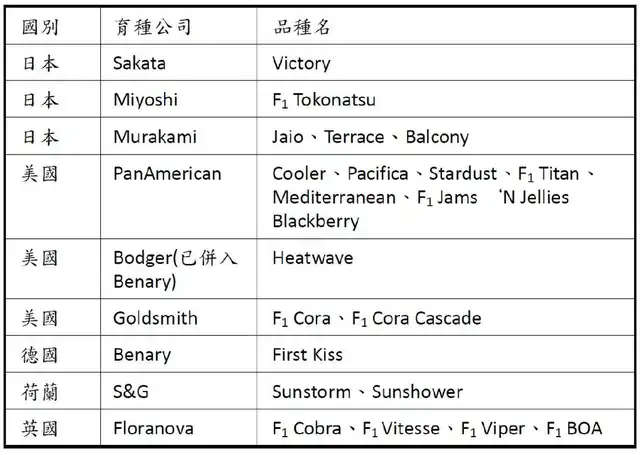 國別 育種公司 品種名
日本 Sakata Victory
日本 Miyoshi F₁ Tokonatsu
日本 Murakami Jaio、Terrace、Balcony
美國 PanAmerican Cooler、Pacifica、Stardust、F₁ Titan、
Mediterranean、F₁ Jams ‘N Jellies
Blackberry
美國 Bodger(已併入 Heatwave
Benary)
美國 Goldsmith F₁ Cora、F₁ Cora Cascade
德國 Benary First Kiss
荷蘭 S&G Sunstorm、Sunshower
英國 Floranova F₁ Cobra、F₁ Vitesse、F₁ Viper、F₁ BOA